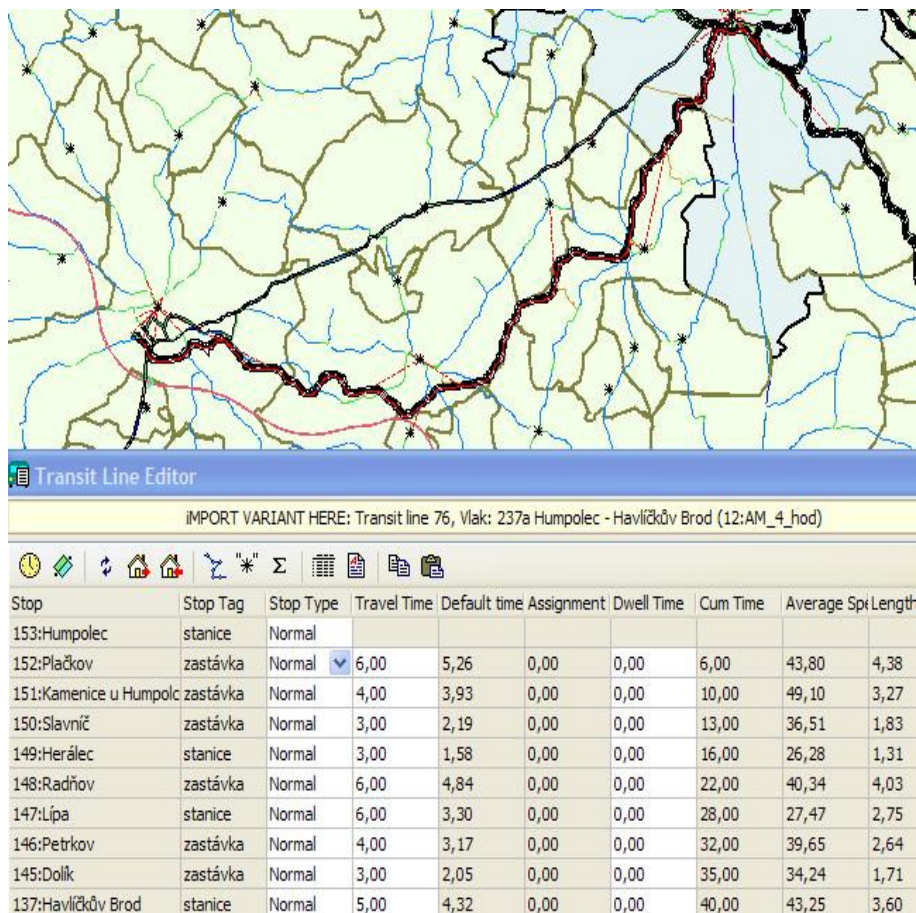 Transit Line Editor
iMPORT VARIANT HERE: Transit line 76, Vlak: 237a Humpolec - Havlíčkův Brod (12:AM_4_hod)
"*" Σ
Stop Stop Tag Stop Type Travel Time Default time Assignment Dwell Time Cum Time Average Spe Length
153:Humpolec stanice Normal
152:Plačkov zastávka Normal 6,00 5,26 0,00 0,00 6,00 43,80 4,38
151:Kamenice u Humpolc zastávka Normal 4,00 3,93 0,00 0,00 10,00 49,10 3,27
150:Slavníč zastávka Normal 3,00 2,19 0,00 0,00 13,00 36,51 1,83
149:Herálec stanice Normal 3,00 1,58 0,00 0,00 16,00 26,28 1,31
148:Radňov zastávka Normal 6,00 4,84 0,00 0,00 22,00 40,34 4,03
147:Lípa stanice Normal 6,00 3,30 0,00 0,00 28,00 27,47 2,75
146:Petrkov zastávka Normal 4,00 3,17 0,00 0,00 32,00 39,65 2,64
145:Dolík zastávka Normal 3,00 2,05 0,00 0,00 35,00 34,24 1,71
137:Havlíčkův Brod stanice Normal 5,00 4,32 0,00 0,00 40,00 43,25 3,60